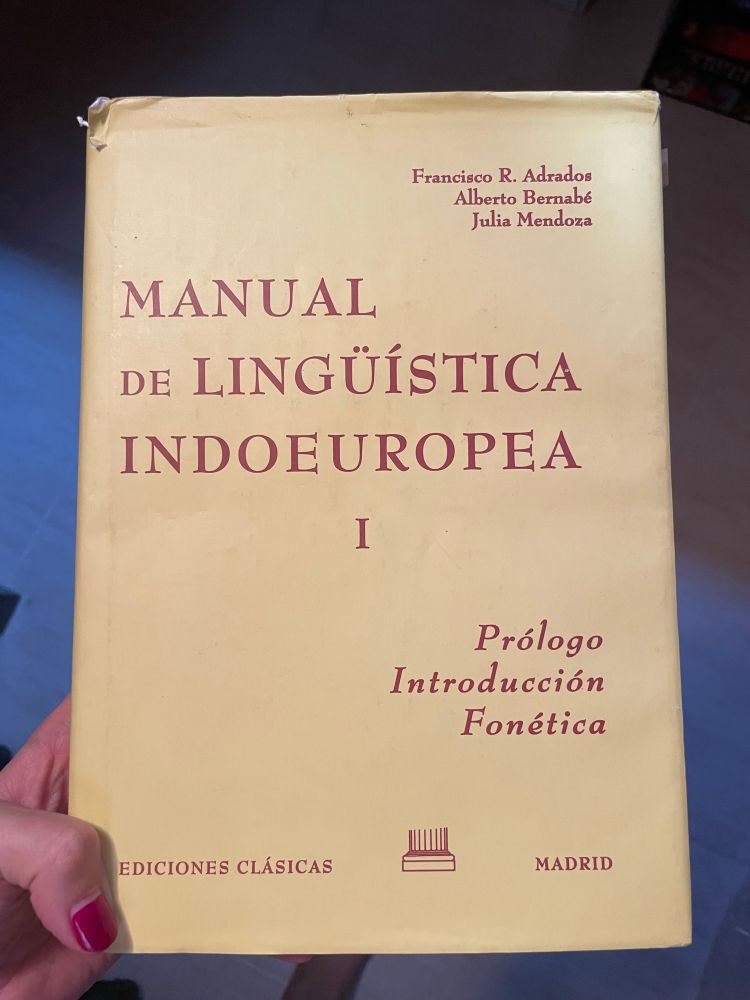 Francisco R. Adrados
Alberto Bernabé
Julia Mendoza
MANUAL
DE LINGÜÍSTICA
INDOEUROPEA
I
Prólogo
Introducción
Fonética
EDICIONES CLÁSICAS MADRID